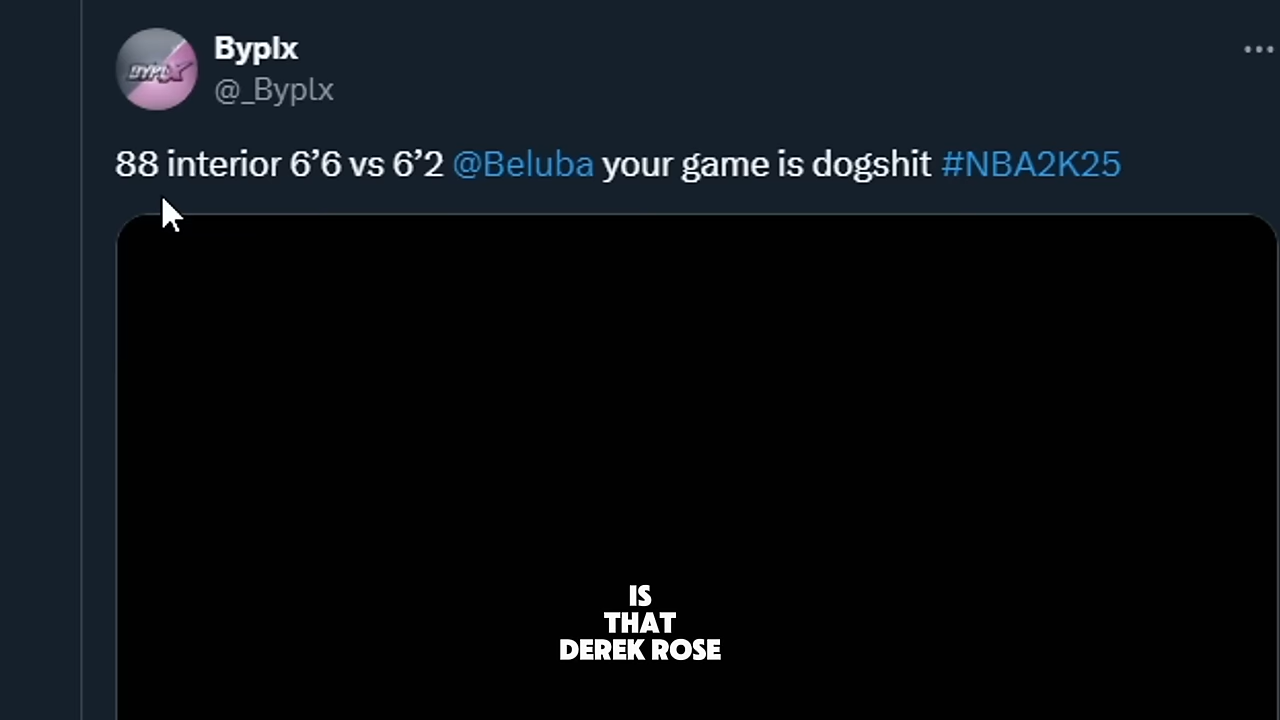 Byplx
@_Byplx
88 interior 6’6 vs 6’2 @Beluba your game is dogshit #NBA2K25
IS
THAT
DEREK ROSE